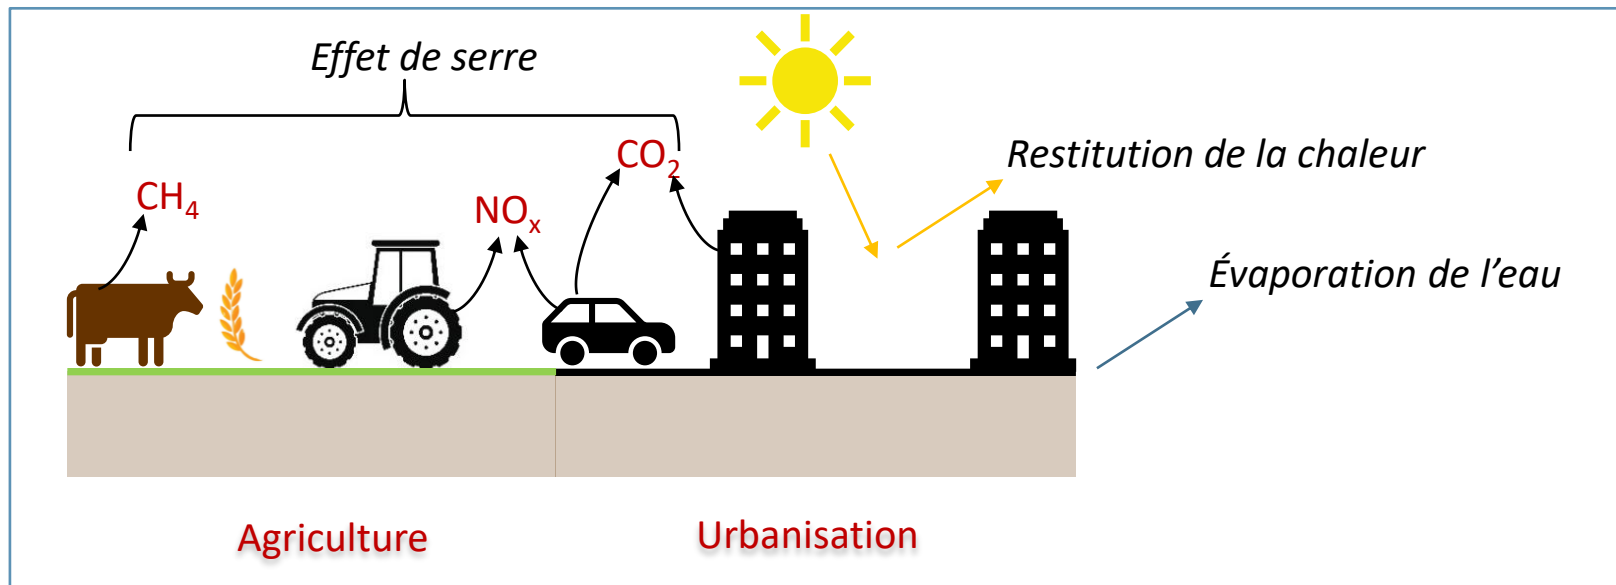 Effet de serre
CO₂
Restitution de la chaleur
CH₄
NOₓ
Évaporation de l'eau
Agriculture
Urbanisation